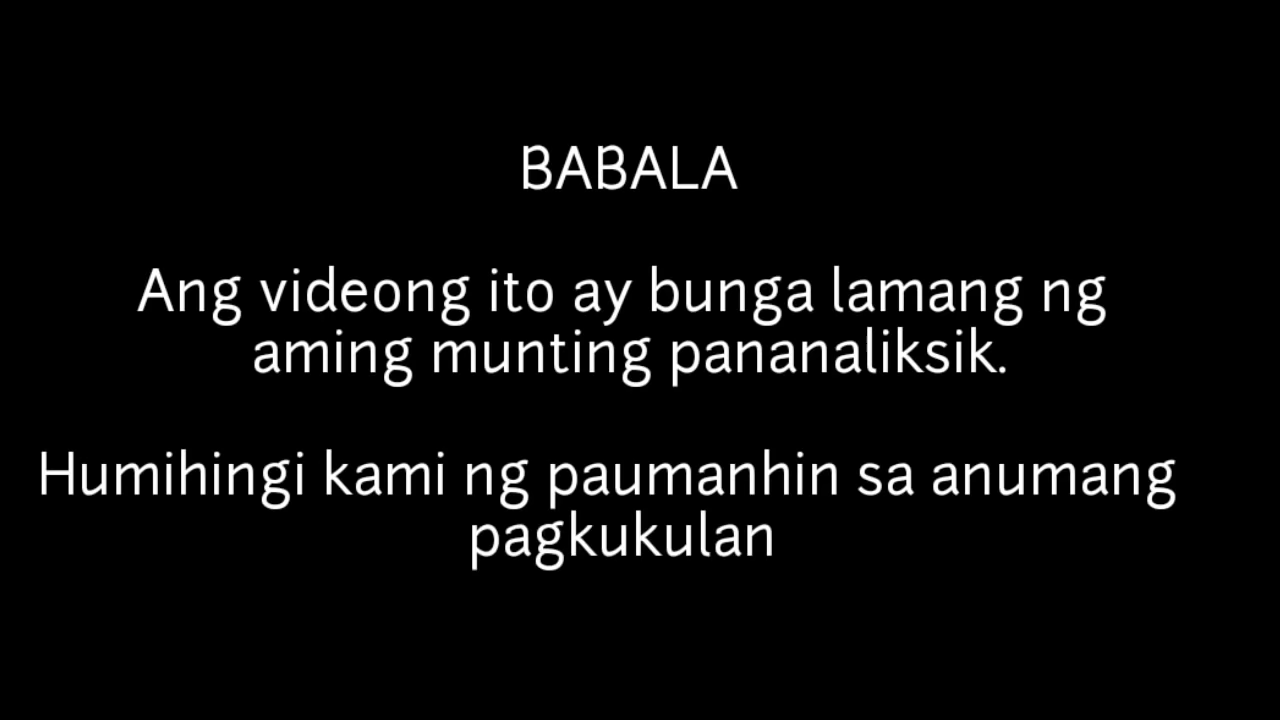 BABALA
Ang videong ito ay bunga lamang ng
aming munting pananaliksik.
Humihingi kami ng paumanhin sa anumang
pagkukulan